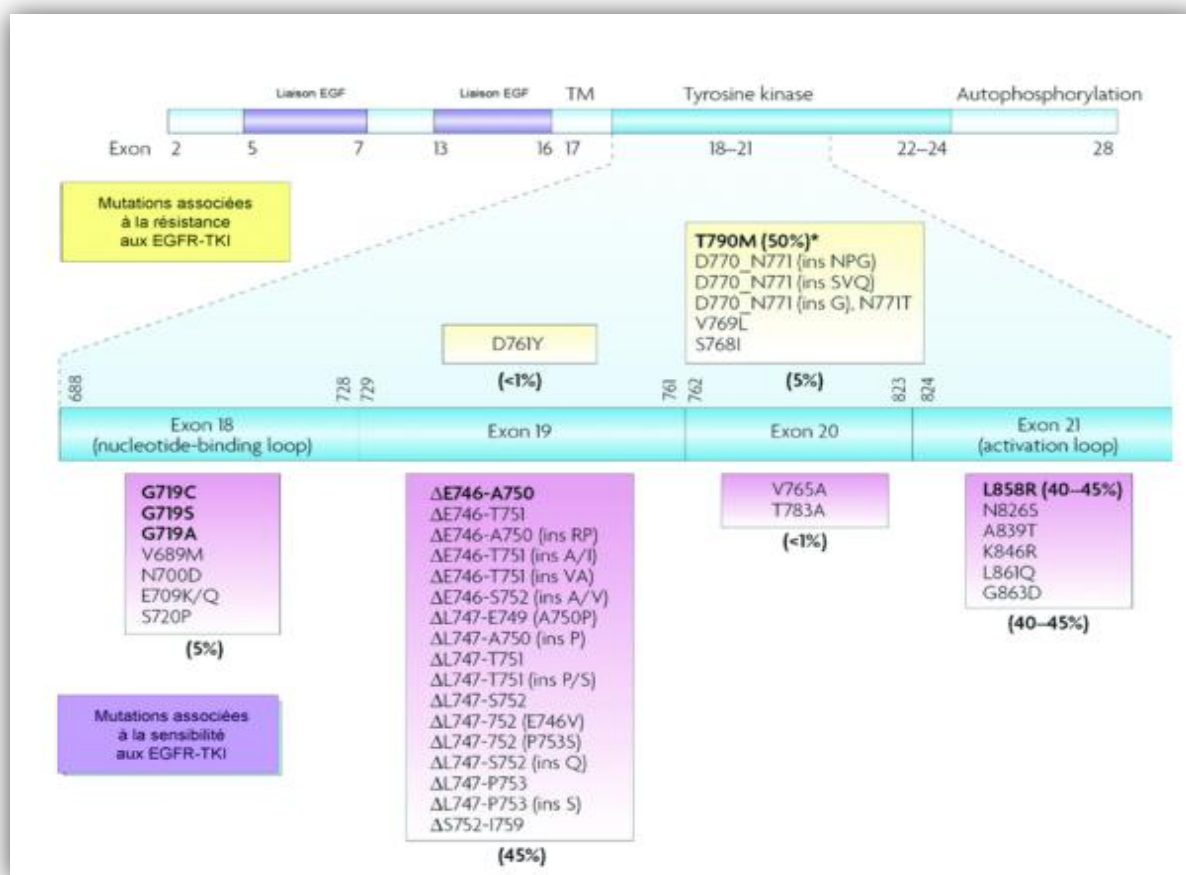 Liaison EGF Liaison EGF TM Tyrosine kinase Autophosphorylation
Exon 2 5 7 13 16 17 18–21 22–24 28
Mutations associées
à la résistance
aux EGFR-TKI
T790M (50%)*
D770_N771 (ins NPG)
D770_N771 (ins SVQ)
D770_N771 (ins G), N771T
V769L
S768I
(5%)
D761Y
(<1%)
688 728 729 761 762 823 824
Exon 18
(nucleotide-binding loop)
Exon 19
Exon 20
Exon 21
(activation loop)
G719C
G719S
G719A
V689M
N700D
E709K/Q
S720P
(5%)
ΔE746-A750
ΔE746-T751
ΔE746-A750 (ins RP)
ΔE746-T751 (ins A/I)
ΔE746-T751 (ins VA)
ΔE746-S752 (ins A/V)
ΔL747-E749 (A750P)
ΔL747-A750 (ins P)
ΔL747-T751
ΔL747-T751 (ins P/S)
ΔL747-S752
ΔL747-752 (E746V)
ΔL747-752 (P753S)
ΔL747-S752 (ins Q)
ΔL747-P753
ΔL747-P753 (ins S)
ΔS752-I759
(45%)
V765A
T783A
(<1%)
L858R (40–45%)
N826S
A839T
K846R
L861Q
G863D
(40–45%)
Mutations associées
à la sensibilité
aux EGFR-TKI